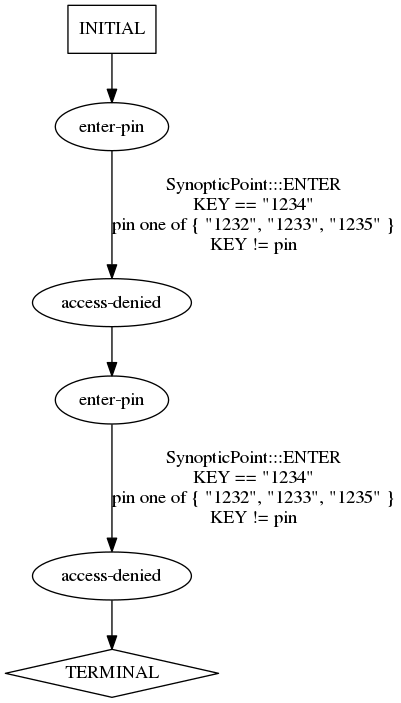 INITIAL
enter-pin
SynopticPoint:::ENTER
KEY == "1234"
pin one of { "1232", "1233", "1235" }
KEY != pin
access-denied
enter-pin
SynopticPoint:::ENTER
KEY == "1234"
pin one of { "1232", "1233", "1235" }
KEY != pin
access-denied
TERMINAL